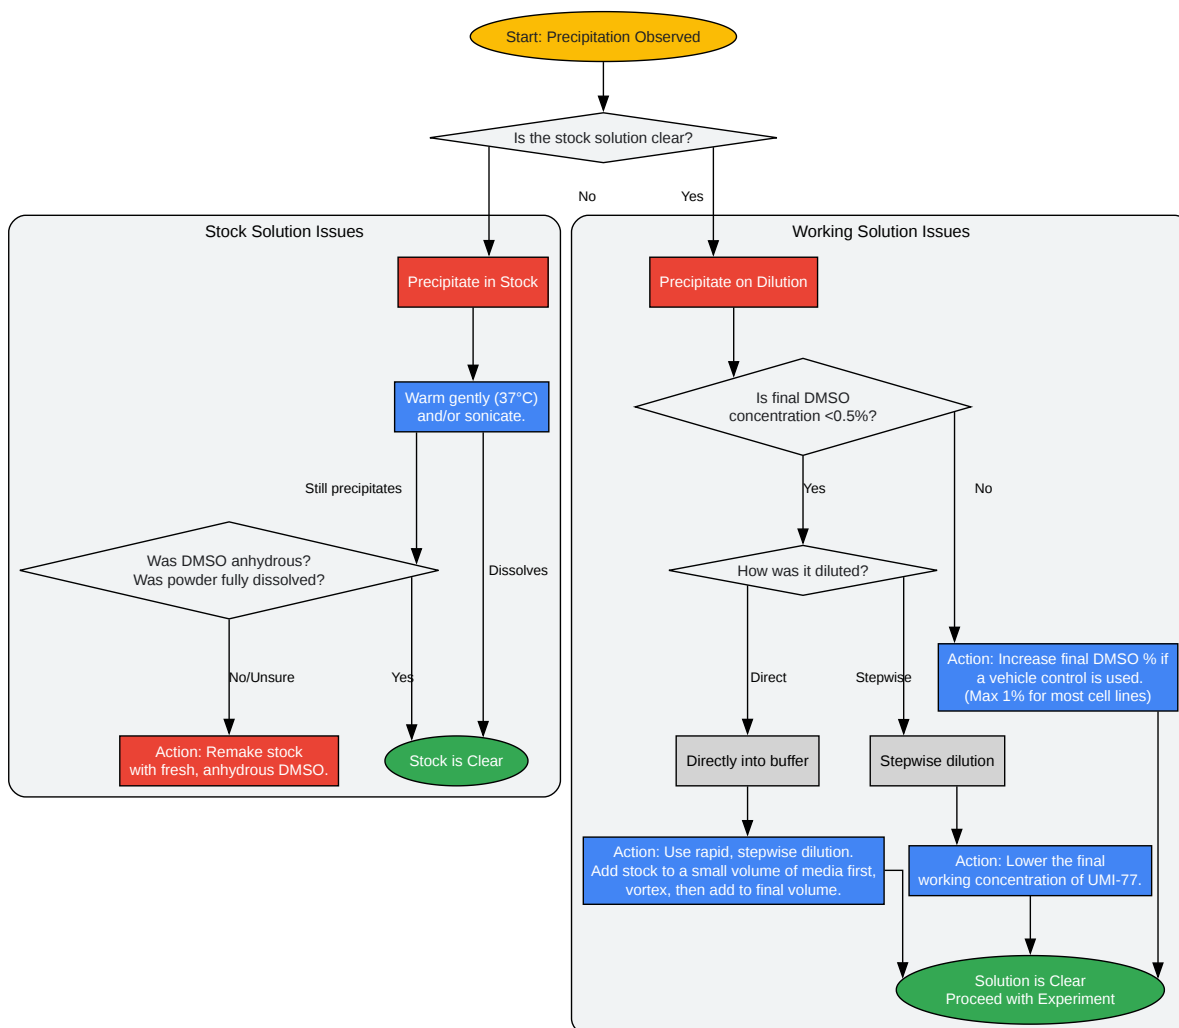 Start: Precipitation Observed
Is the stock solution clear?
No
Yes
Stock Solution Issues
Precipitate in Stock
Warm gently (37°C)
and/or sonicate.
Still precipitates
Dissolves
Was DMSO anhydrous?
Was powder fully dissolved?
No/Unsure
Yes
Action: Remake stock
with fresh, anhydrous DMSO.
Stock is Clear
Working Solution Issues
Precipitate on Dilution
Is final DMSO
concentration <0.5%?
Yes
No
How was it diluted?
Direct
Stepwise
Action: Increase final DMSO % if
a vehicle control is used.
(Max 1% for most cell lines)
Directly into buffer
Stepwise dilution
Action: Use rapid, stepwise dilution.
Add stock to a small volume of media first,
vortex, then add to final volume.
Action: Lower the final
working concentration of UMI-77.
Solution is Clear
Proceed with Experiment